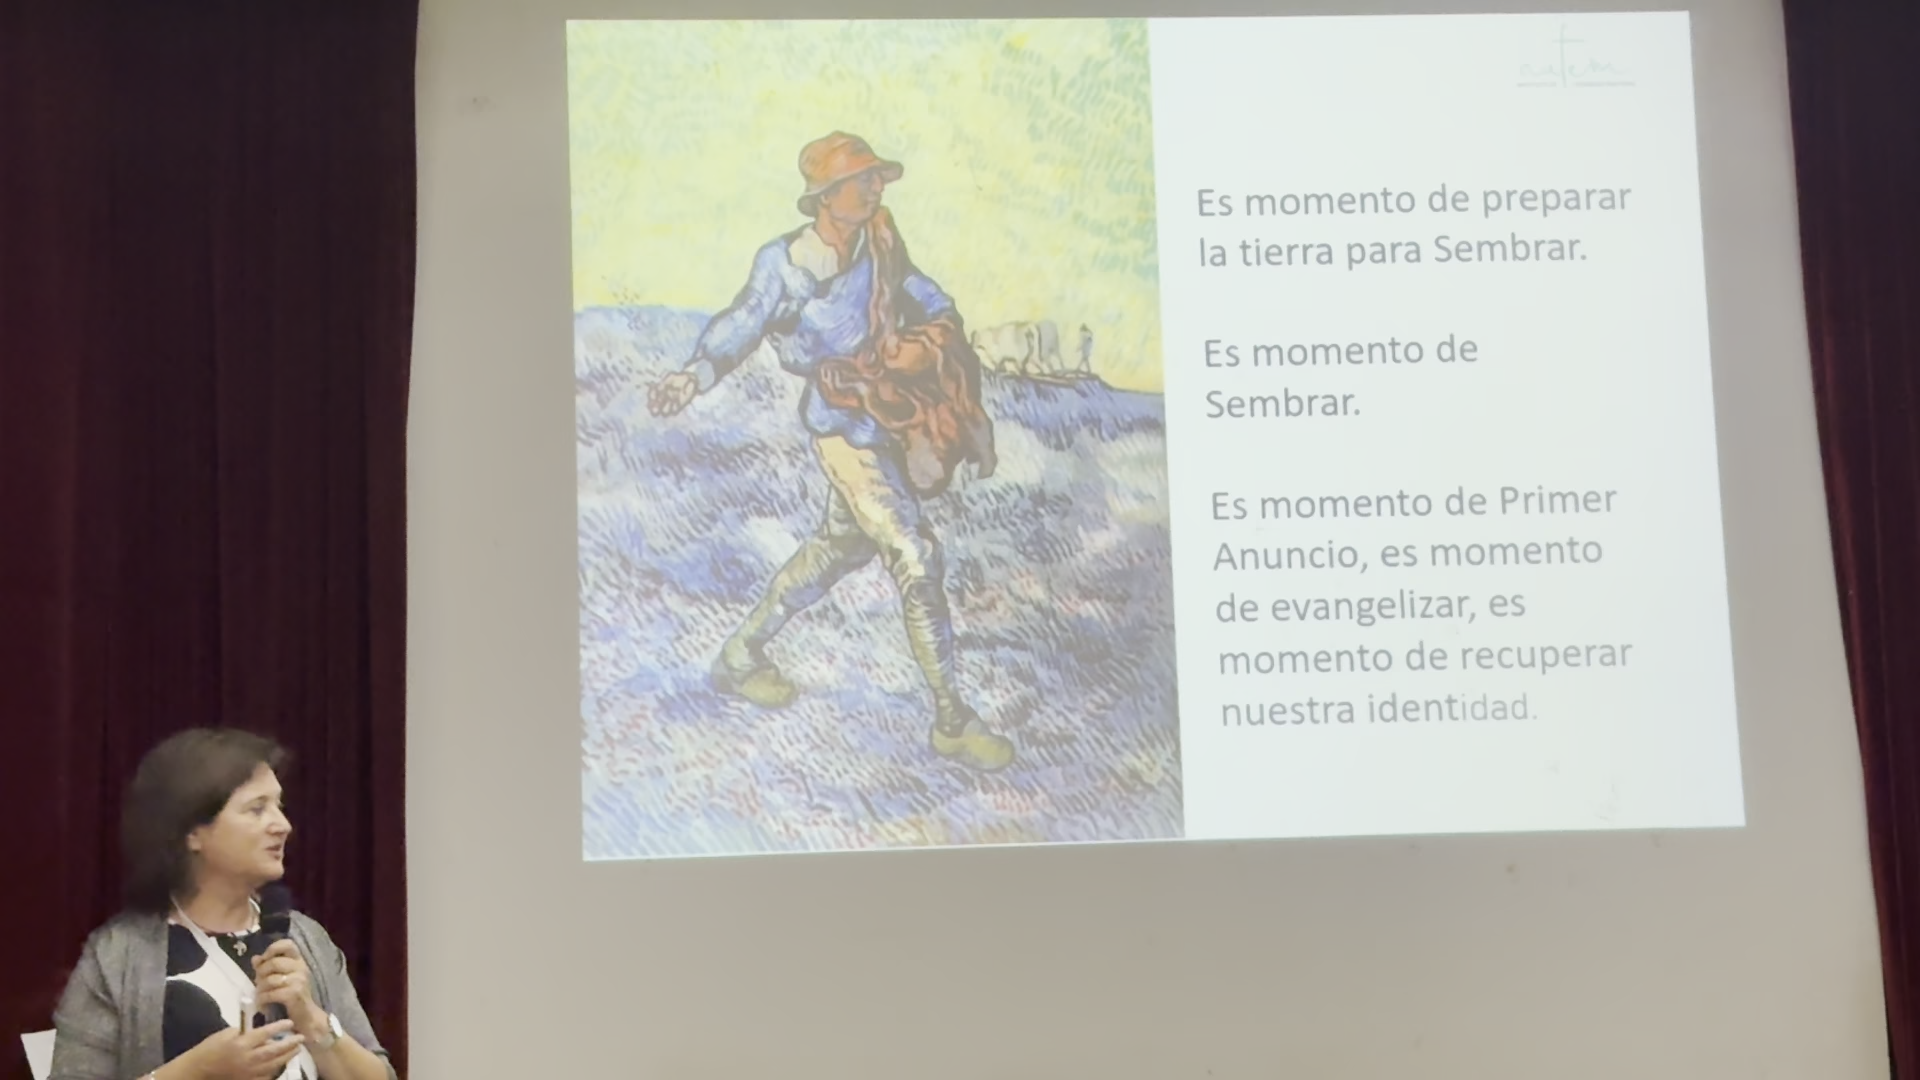 Es momento de preparar
la tierra para Sembrar.
Es momento de
Sembrar.
Es momento de Primer
Anuncio, es momento
de evangelizar, es
momento de recuperar
nuestra identidad.